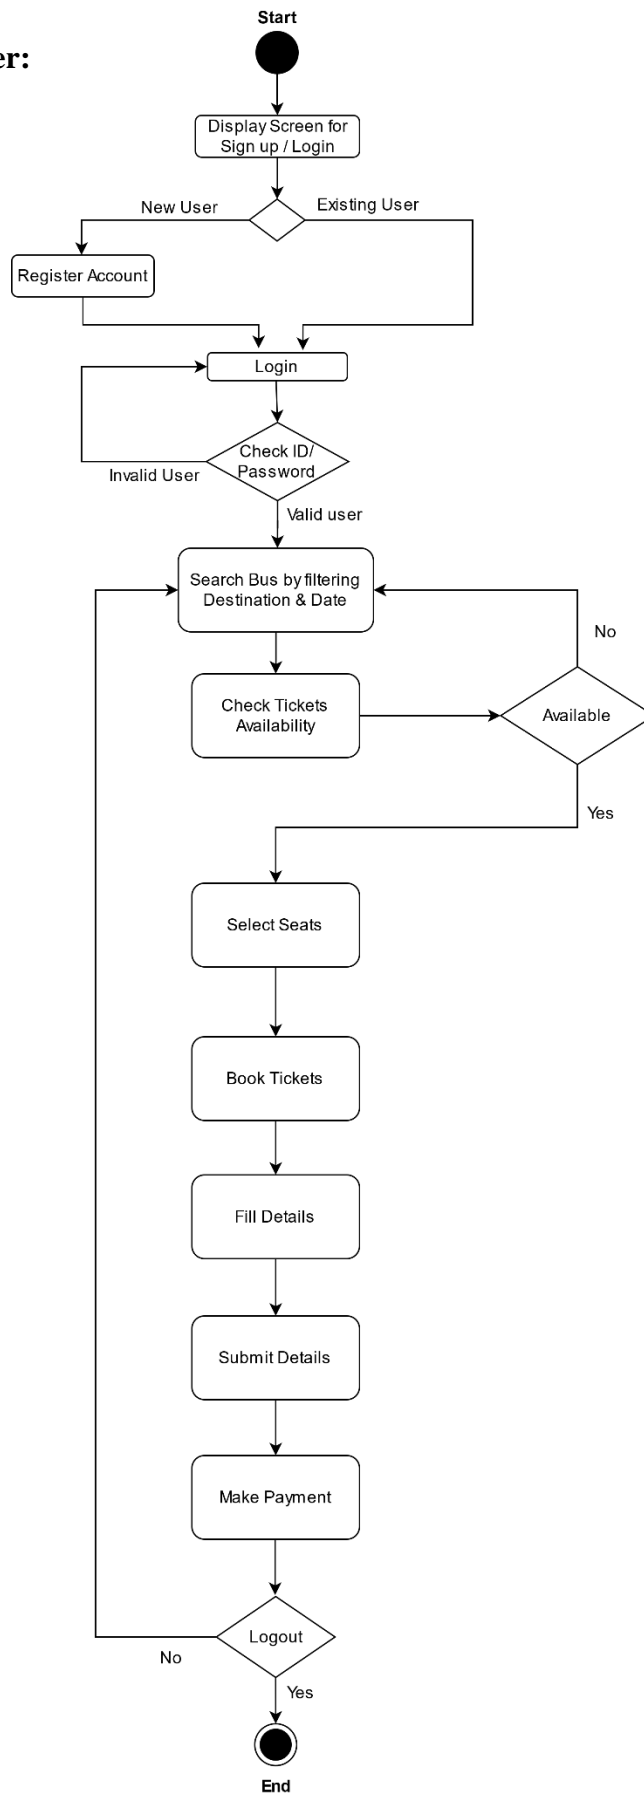 Start
er:
Display Screen for
Sign up / Login
New User
Existing User
Register Account
Login
Check ID/
Password
Invalid User
Valid user
Search Bus by filtering
Destination & Date
No
Check Tickets
Availability
Available
Yes
Select Seats
Book Tickets
Fill Details
Submit Details
Make Payment
Logout
No
Yes
End